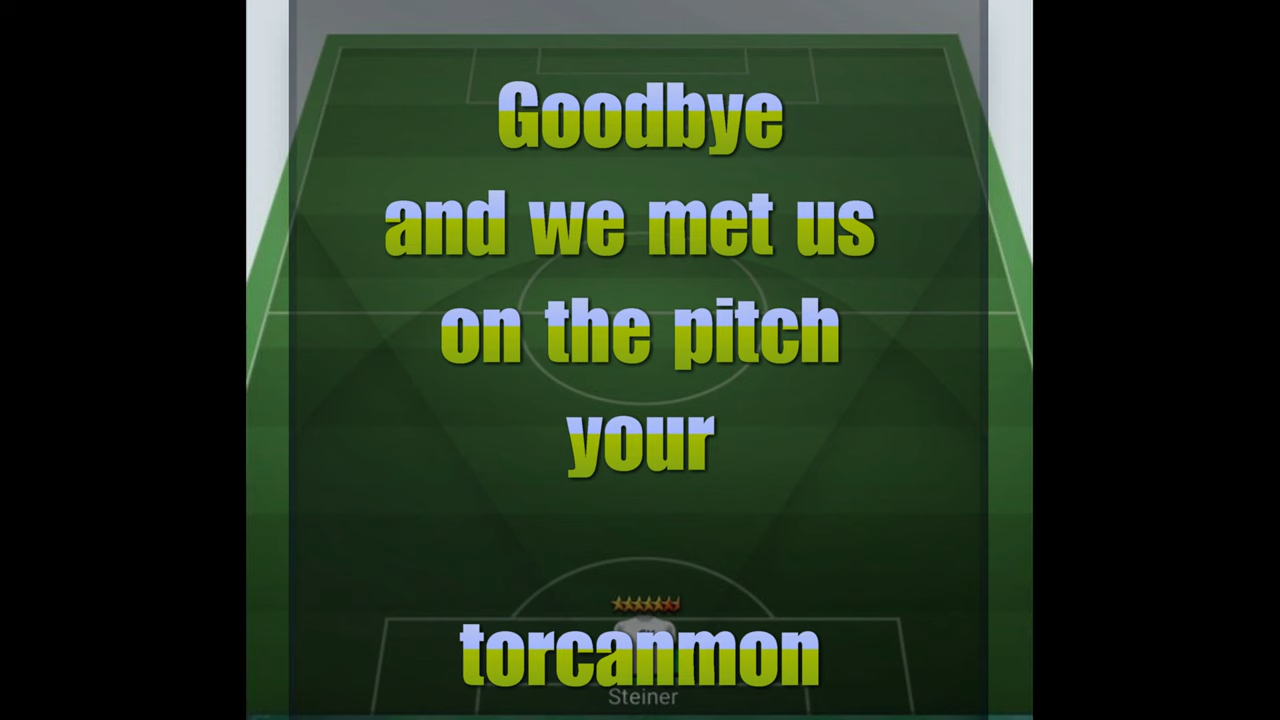 Goodbye
and we met us
on the pitch
your
torcanmon
Steiner